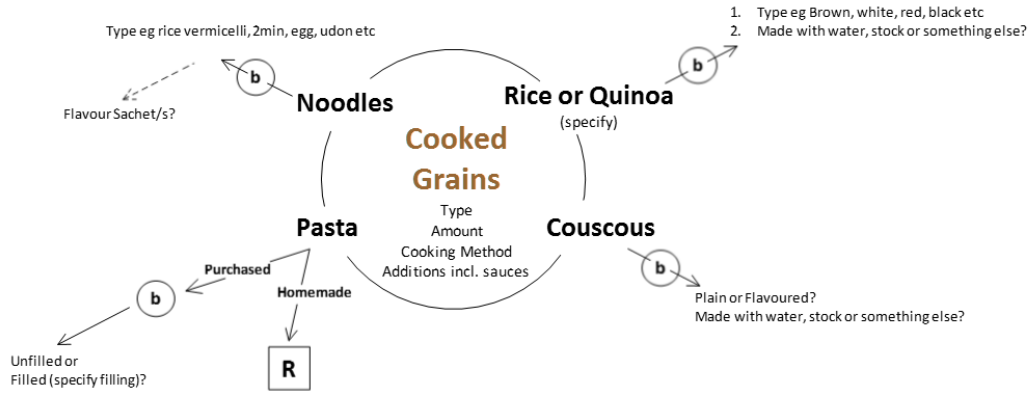 1. Type eg Brown, white, red, black etc
2. Made with water, stock or something else?
Type eg rice vermicelli, 2min, egg, udon etc
b
b
Flavour Sachet/s?
Noodles
Rice or Quinoa
(specify)
Cooked
Grains
Type
Amount
Cooking Method
Additions incl. sauces
Pasta
Couscous
Purchased
Homemade
b
b
Plain or Flavoured?
Made with water, stock or something else?
Unfilled or
Filled (specify filling)?
R